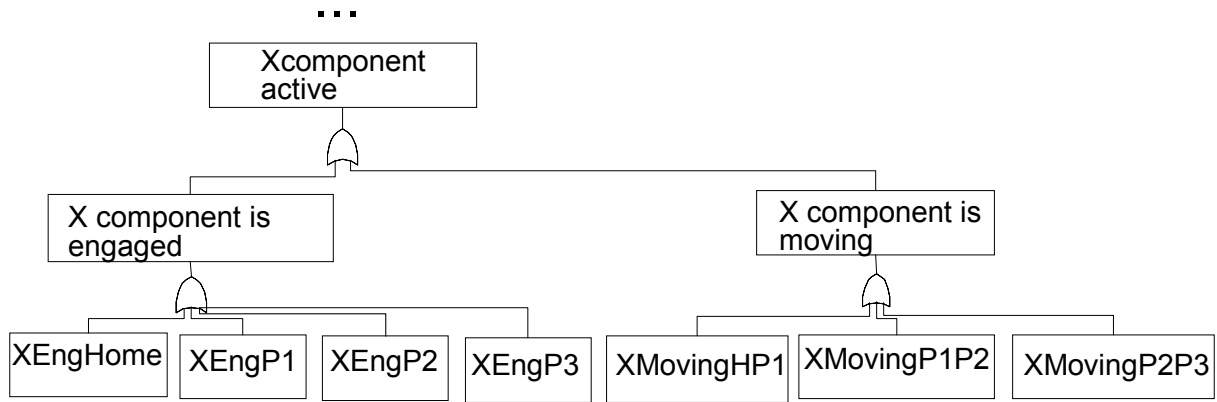 ...
Xcomponent
active
X component is
engaged
X component is
moving
XEngHome
XEngP1
XEngP2
XEngP3
XMovingHP1
XMovingP1P2
XMovingP2P3